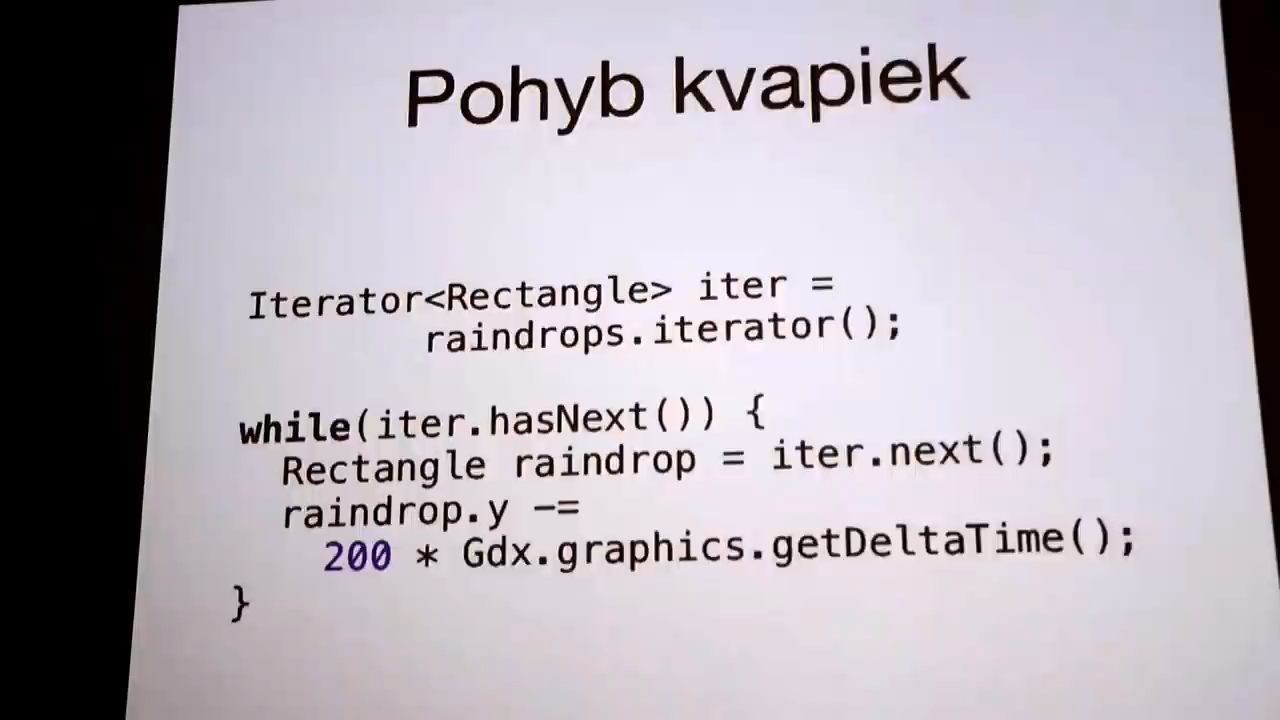 Pohyb kvapiek
Iterator<Rectangle> iter =
raindrops.iterator();
while(iter.hasNext()) {
Rectangle raindrop = iter.next();
raindrop.y -=
200 * Gdx.graphics.getDeltaTime();
}